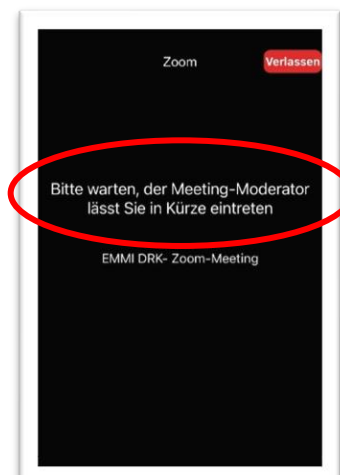 Zoom
Verlassen
Bitte warten, der Meeting-Moderator
lässt Sie in Kürze eintreten
EMMI DRK- Zoom-Meeting